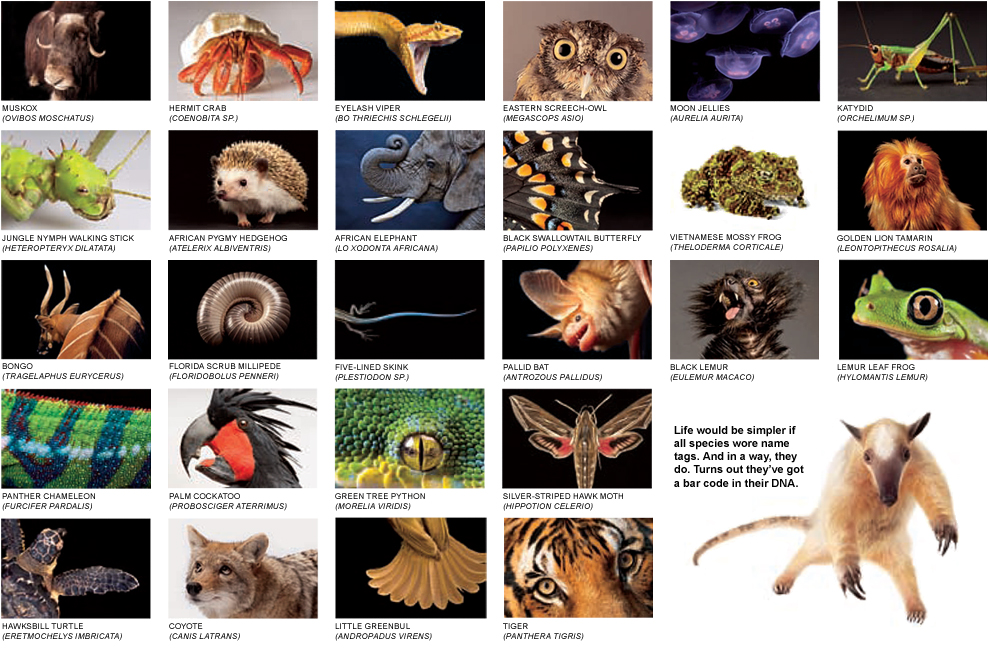 MUSKOX
(OVIBOS MOSCHATUS)
HERMIT CRAB
(COENOBITA SP.)
EYELASH VIPER
(BO THRIECHIS SCHLEGELII)
EASTERN SCREECH-OWL
(MEGASCOPS ASIO)
MOON JELLIES
(AURELIA AURITA)
KATYDID
(ORCHELIMUM SP.)
JUNGLE NYMPH WALKING STICK
(HETEROPTERYX DILATATA)
AFRICAN PYGMY HEDGEHOG
(ATELERIX ALBIVENTRIS)
AFRICAN ELEPHANT
(LO XODONTA AFRICANA)
BLACK SWALLOWTAIL BUTTERFLY
(PAPILIO POLYXENES)
VIETNAMESE MOSSY FROG
(THELODERMA CORTICALE)
GOLDEN LION TAMARIN
(LEONTOPITHECUS ROSALIA)
BONGO
(TRAGELAPHUS EURYCERUS)
FLORIDA SCRUB MILLIPEDE
(FLORIDOBOLUS PENNERI)
FIVE-LINED SKINK
(PLESTIODON SP.)
PALLID BAT
(ANTROZOUS PALLIDUS)
BLACK LEMUR
(EULEMUR MACACO)
LEMUR LEAF FROG
(HYLOMANTIS LEMUR)
PANTHER CHAMELEON
(FURCIFER PARDALIS)
PALM COCKATOO
(PROBOSCIGER ATERRIMUS)
GREEN TREE PYTHON
(MORELIA VIRIDIS)
SILVER-STRIPED HAWK MOTH
(HIPPOTION CELERIO)
Life would be simpler if
all species wore name
tags. And in a way, they
do. Turns out they've got
a bar code in their DNA.
HAWKSBILL TURTLE
(ERETMOCHELYS IMBRICATA)
COYOTE
(CANIS LATRANS)
LITTLE GREENBUL
(ANDROPADUS VIRENS)
TIGER
(PANTHERA TIGRIS)